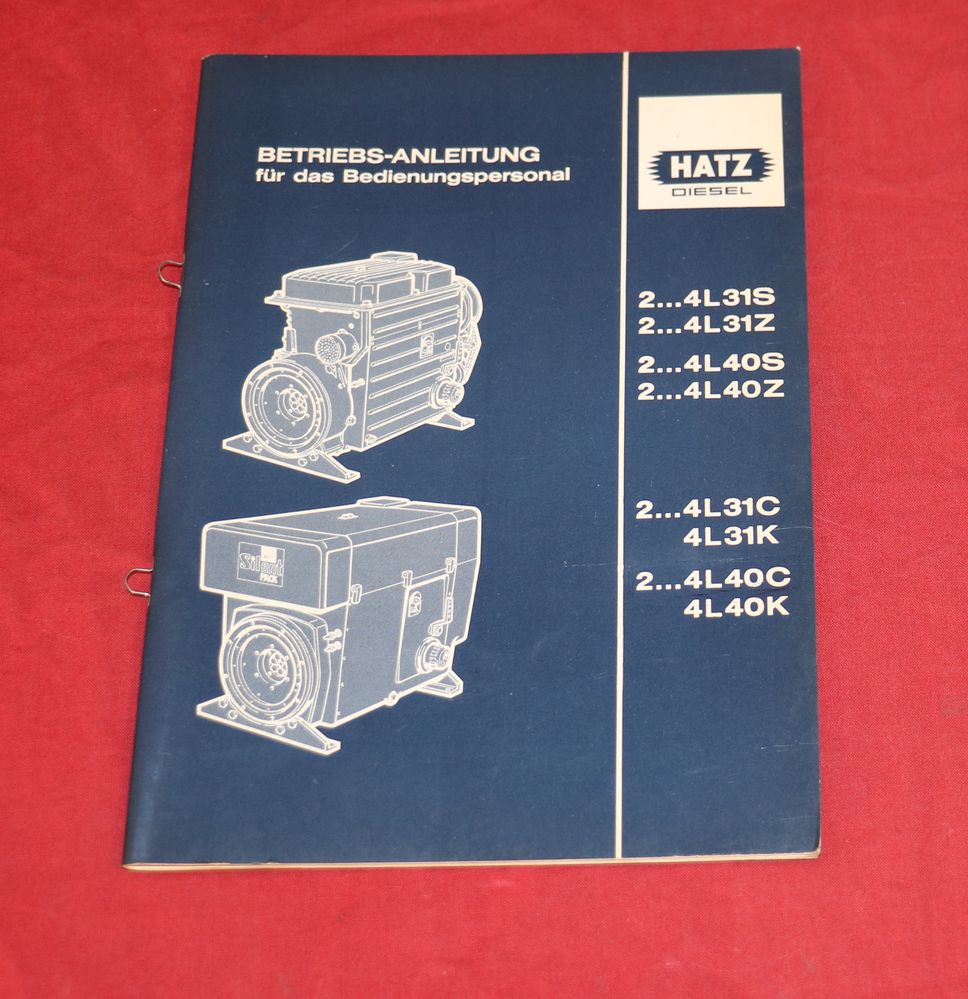 BETRIEBS-ANLEITUNG
für das Bedienungspersonal
HATZ
DIESEL
2...4L31S
2...4L31Z
2...4L40S
2...4L40Z
2...4L31C
4L31K
2...4L40C
4L40K
Silent
PACK